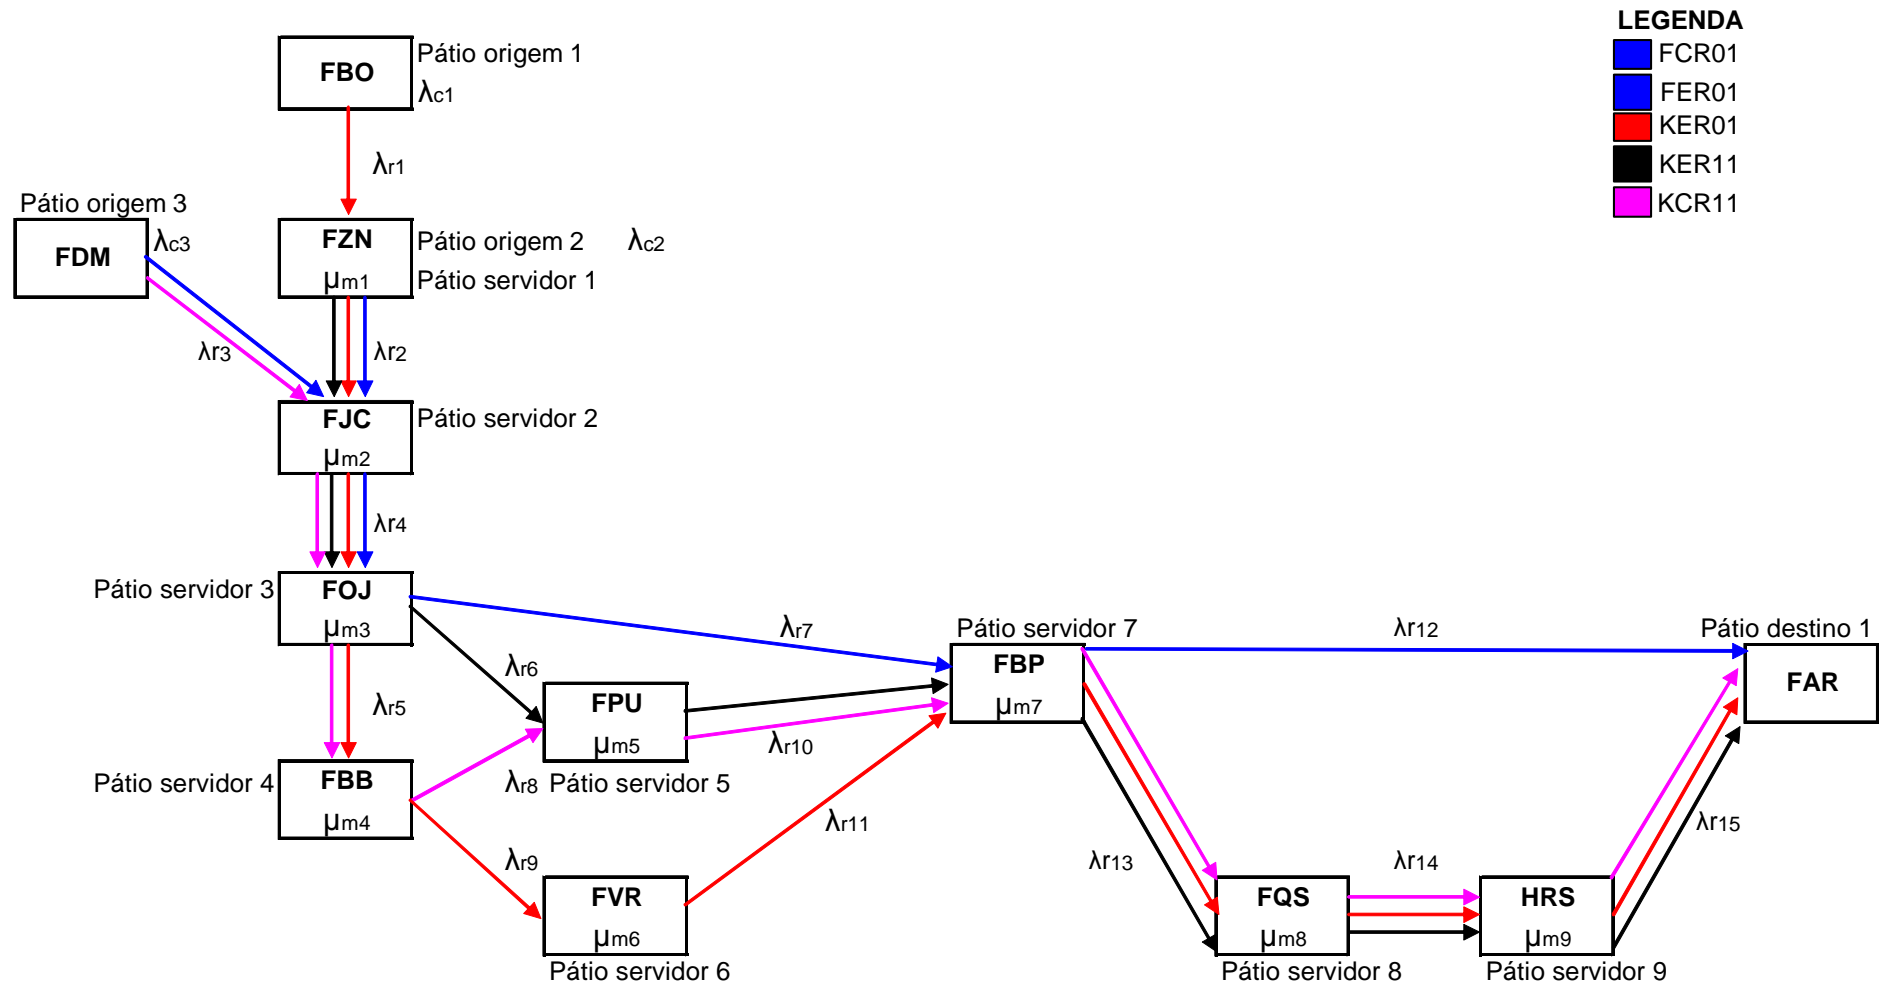 LEGENDA
FCR01
FER01
KER01
KER11
KCR11
FBO
Pátio origem 1
λc1
λr1
Pátio origem 3
FDM
λc3
FZN
μm1
Pátio origem 2
λc2
Pátio servidor 1
λr3
λr2
FJC
μm2
Pátio servidor 2
λr4
Pátio servidor 3
FOJ
μm3
λr7
λr6
λr5
Pátio servidor 7
FBP
μm7
λr12
Pátio destino 1
FAR
FPU
μm5
λr10
Pátio servidor 4
FBB
μm4
λr8
Pátio servidor 5
λr11
λr9
λr13
λr14
λr15
FVR
μm6
Pátio servidor 6
FQS
μm8
Pátio servidor 8
HRS
μm9
Pátio servidor 9